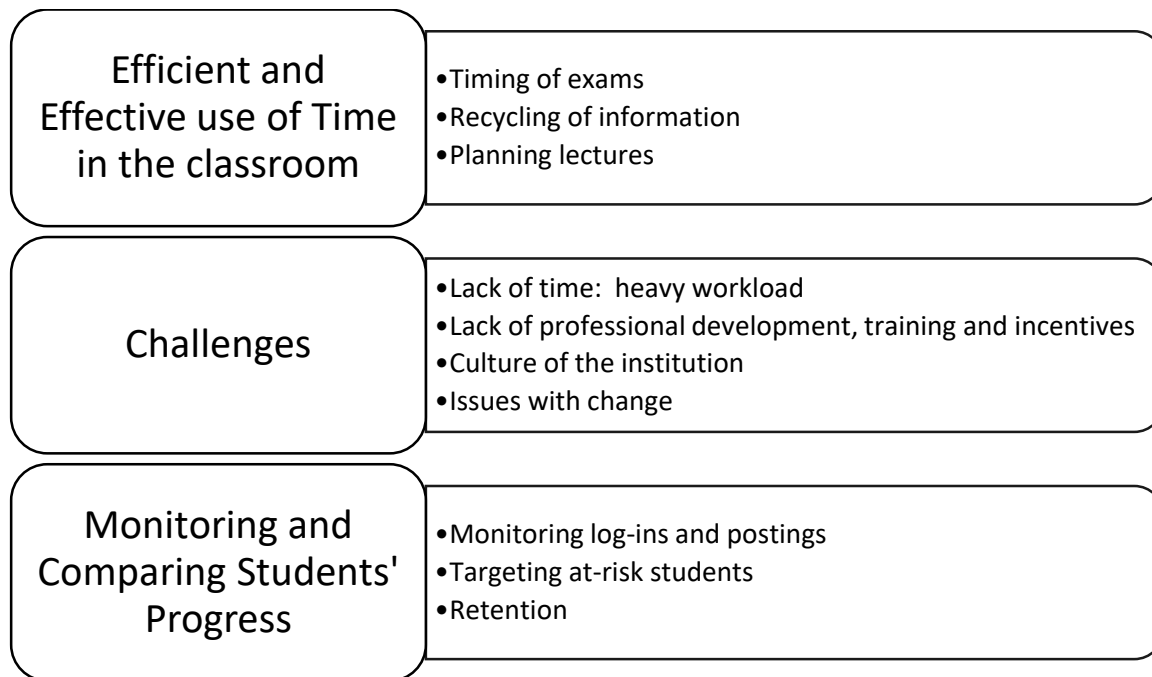 Efficient and
Effective use of Time
in the classroom
•Timing of exams
•Recycling of information
•Planning lectures
Challenges
•Lack of time:  heavy workload
•Lack of professional development, training and incentives
•Culture of the institution
•Issues with change
Monitoring and
Comparing Students'
Progress
•Monitoring log-ins and postings
•Targeting at-risk students
•Retention